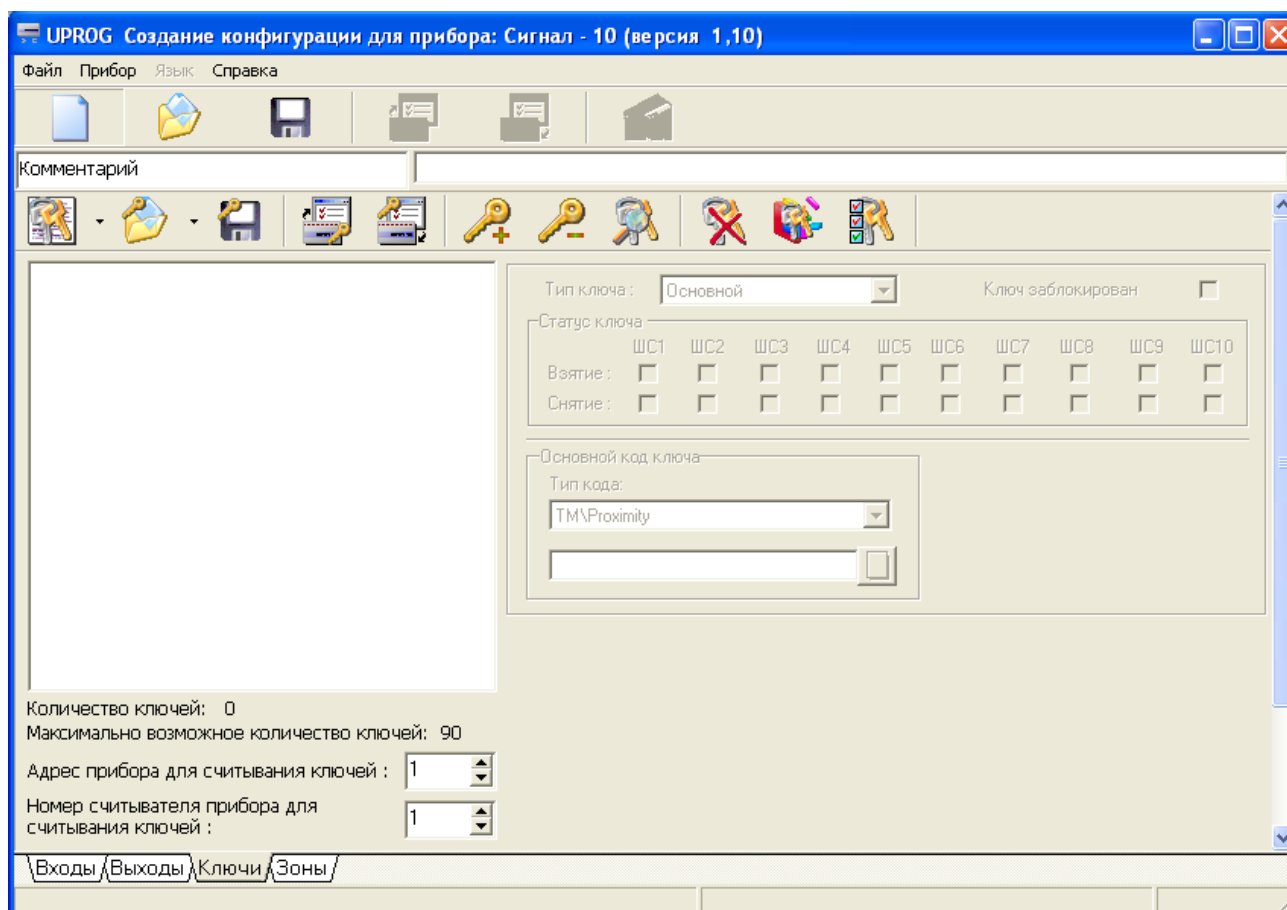 UPROG Создание конфигурации для прибора: Сигнал - 10 (версия 1,10)
Файл Прибор Язык Справка
Комментарий
Тип ключа : Основной Ключ заблокирован
Статус ключа
ШС1 ШС2 ШС3 ШС4 ШС5 ШС6 ШС7 ШС8 ШС9 ШС10
Взятие :
Снятие :
Основной код ключа
Тип кода:
TM\Proximity
Количество ключей: 0
Максимально возможное количество ключей: 90
Адрес прибора для считывания ключей : 1
Номер считывателя прибора для
считывания ключей : 1
Входы Выходы Ключи Зоны